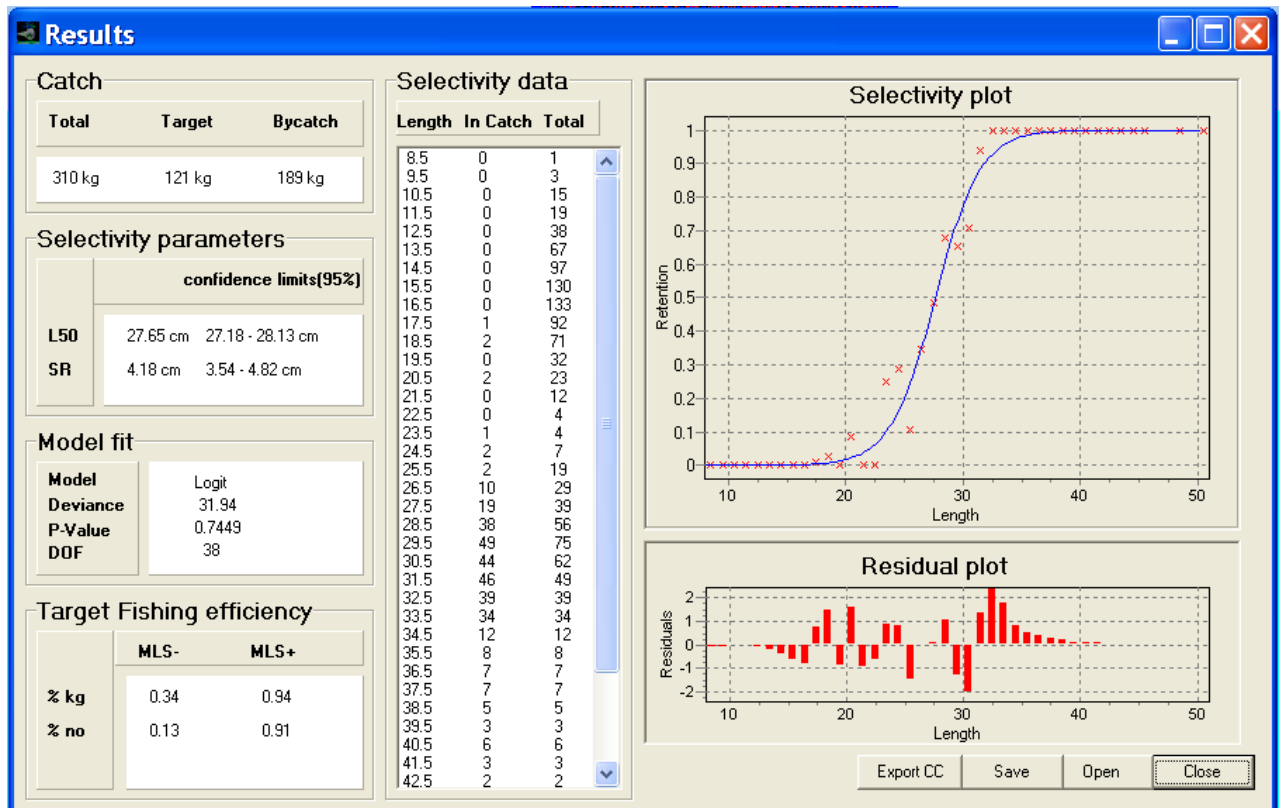 Results
Catch
Total Target Bycatch
310 kg 121 kg 189 kg
Selectivity parameters
confidence limits(95%)
L50 27.65 cm 27.18 - 28.13 cm
SR 4.18 cm 3.54 - 4.82 cm
Model fit
Model Logit
Deviance 31.94
P-Value 0.7449
DOF 38
Target Fishing efficiency
MLS- MLS+
% kg 0.34 0.94
% no 0.13 0.91
Selectivity data
Length In Catch Total
8.5 0 1
9.5 0 3
10.5 0 15
11.5 0 19
12.5 0 38
13.5 0 67
14.5 0 97
15.5 0 130
16.5 0 133
17.5 1 92
18.5 2 71
19.5 0 32
20.5 2 23
21.5 0 12
22.5 0 4
23.5 1 4
24.5 2 7
25.5 2 19
26.5 10 29
27.5 19 39
28.5 38 56
29.5 49 75
30.5 44 62
31.5 46 49
32.5 39 39
33.5 34 34
34.5 12 12
35.5 8 8
36.5 7 7
37.5 7 7
38.5 5 5
39.5 3 3
40.5 6 6
41.5 3 3
42.5 2 2
Selectivity plot
Retention
1
0.9
0.8
0.7
0.6
0.5
0.4
0.3
0.2
0.1
0
10 20 30 40 50
Length
Residual plot
Residuals
2
1
0
-1
-2
10 20 30 40 50
Length
Export CC Save Open Close